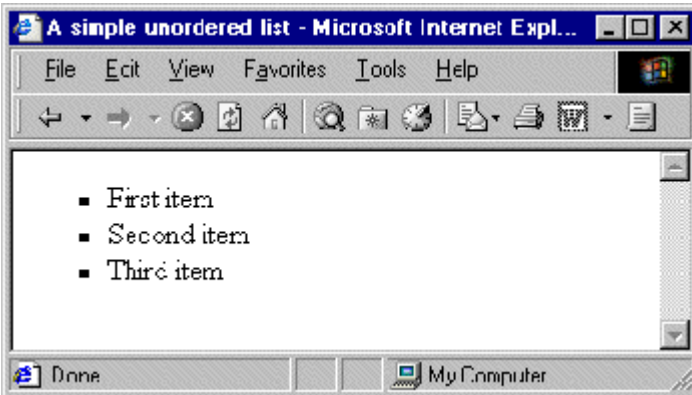 A simple unordered list - Microsoft Internet Expl...
File Edit View Favorites Tools Help
W
First item
Second item
Third item
Done My Computer